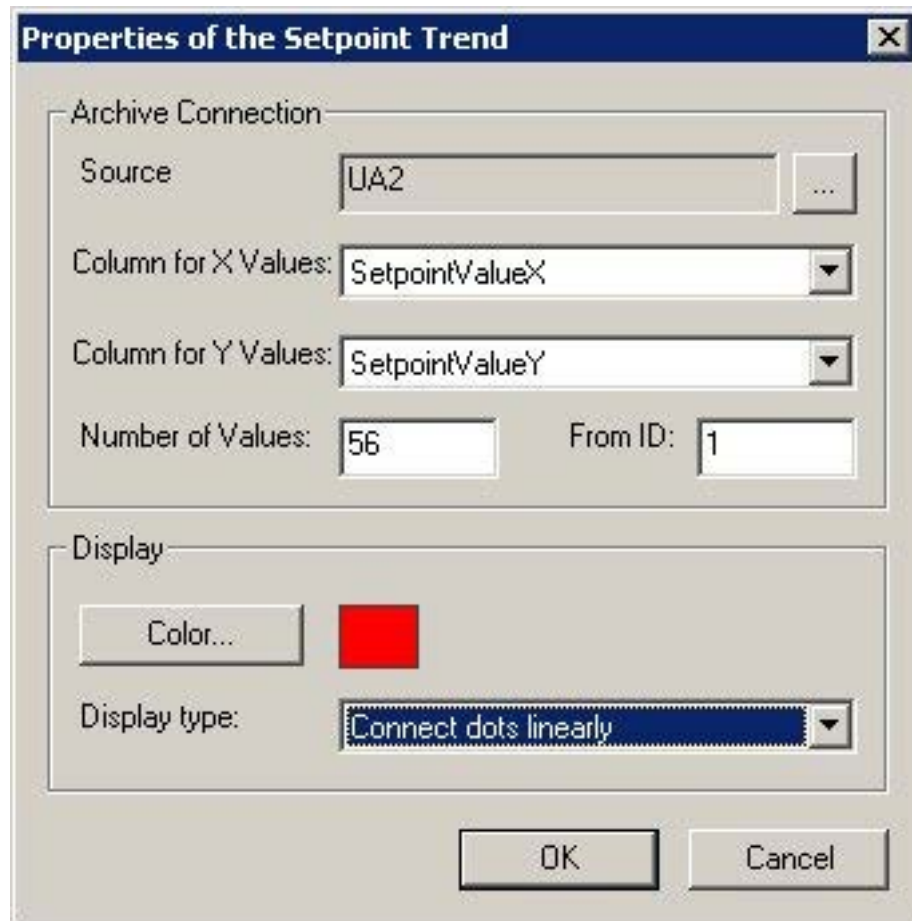 Properties of the Setpoint Trend
Archive Connection
Source UA2 ...
Column for X Values: SetpointValueX
Column for Y Values: SetpointValueY
Number of Values: 56 From ID: 1
Display
Color...
Display type: Connect dots linearly
OK Cancel